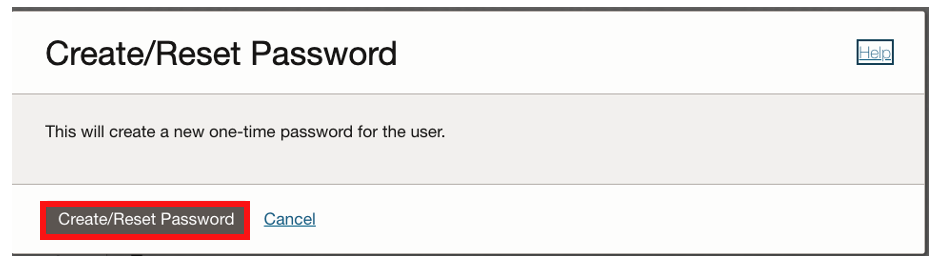 Create/Reset Password
Help
This will create a new one-time password for the user.
Create/Reset Password
Cancel